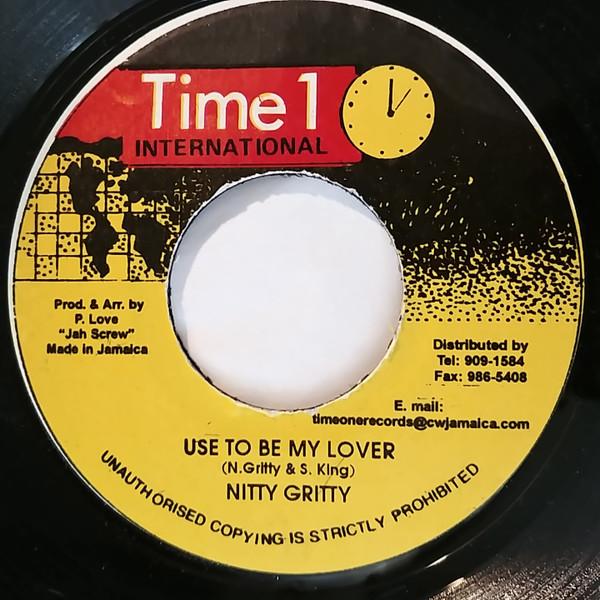 Time 1
INTERNATIONAL
Prod. & Arr. by
P. Love
"Jah Screw"
Made in Jamaica
Distributed by
Tel: 909-1584
Fax: 986-5408
E. mail:
timeonerecords@cwjamaica.com
USE TO BE MY LOVER
(N.Gritty & S. King)
NITTY GRITTY
UNAUTHORISED COPYING IS STRICTLY PROHIBITED